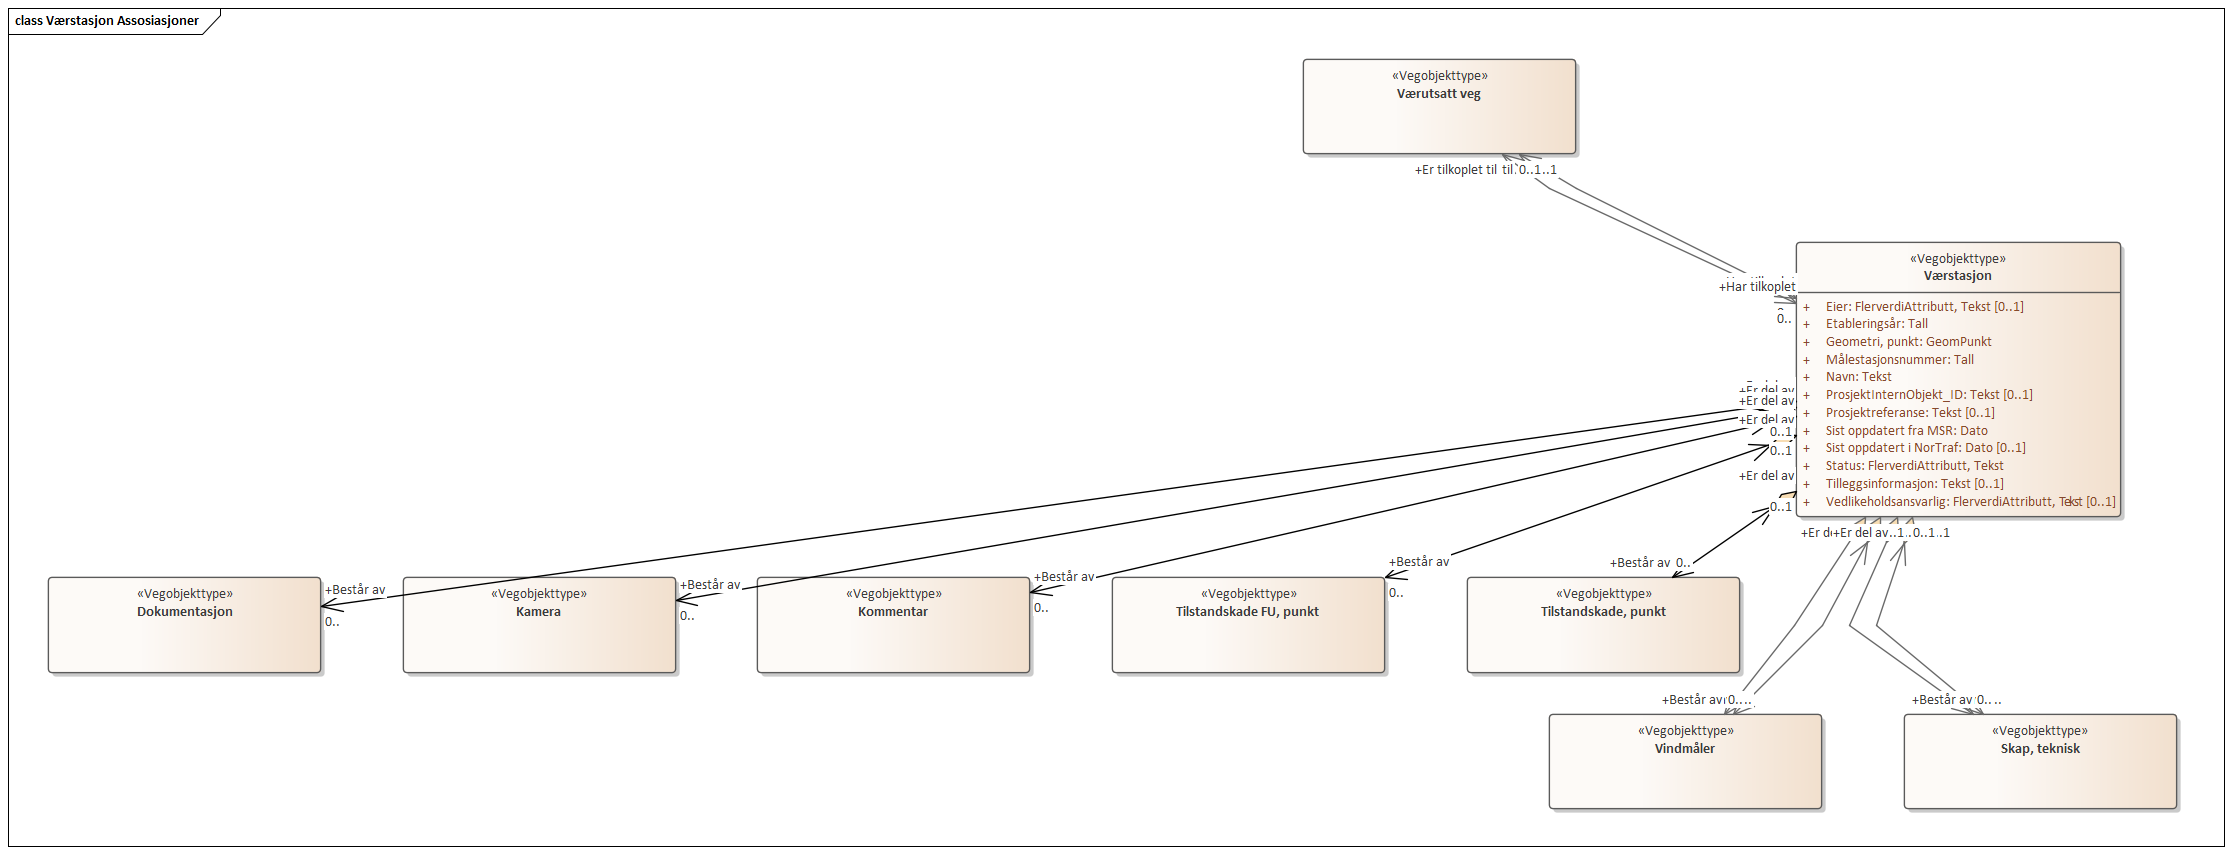 class Værstasjon Assosiasjoner
«Vegobjekttype»
Værutsatt veg
+Er tilkoplet til til
0..1..1
+Har tilkoplet
0..
«Vegobjekttype»
Værstasjon
+ Eier: FlerverdiAttributt, Tekst [0..1]
+ Etableringsår: Tall
+ Geometri, punkt: GeomPunkt
+ Målestasjonsnummer: Tall
+ Navn: Tekst
+ ProsjektInternObjekt_ID: Tekst [0..1]
+ Prosjektreferanse: Tekst [0..1]
+ Sist oppdatert fra MSR: Dato
+ Sist oppdatert i NorTraf: Dato [0..1]
+ Status: FlerverdiAttributt, Tekst
+ Tilleggsinformasjon: Tekst [0..1]
+ Vedlikeholdsansvarlig: FlerverdiAttributt, Tekst [0..1]
+Er del av
+Er del av
+Er del av
0..1
0..1
+Er del av
0..1
+Er del av..1..0..1..1
+Består av
0..
+Består av
0..
+Består av
0..
+Består av
0..
+Består av 0..
«Vegobjekttype»
Dokumentasjon
«Vegobjekttype»
Kamera
«Vegobjekttype»
Kommentar
«Vegobjekttype»
Tilstandskade FU, punkt
«Vegobjekttype»
Tilstandskade, punkt
+Består av 0....
+Består av 0.. ..
«Vegobjekttype»
Vindmåler
«Vegobjekttype»
Skap, teknisk